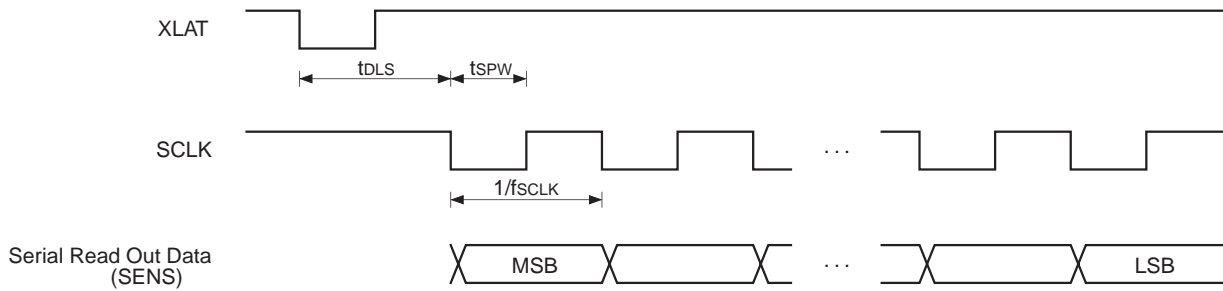 XLAT
tDLS
tSPW
SCLK
...
1/fSCLK
Serial Read Out Data
(SENS)
MSB
...
LSB